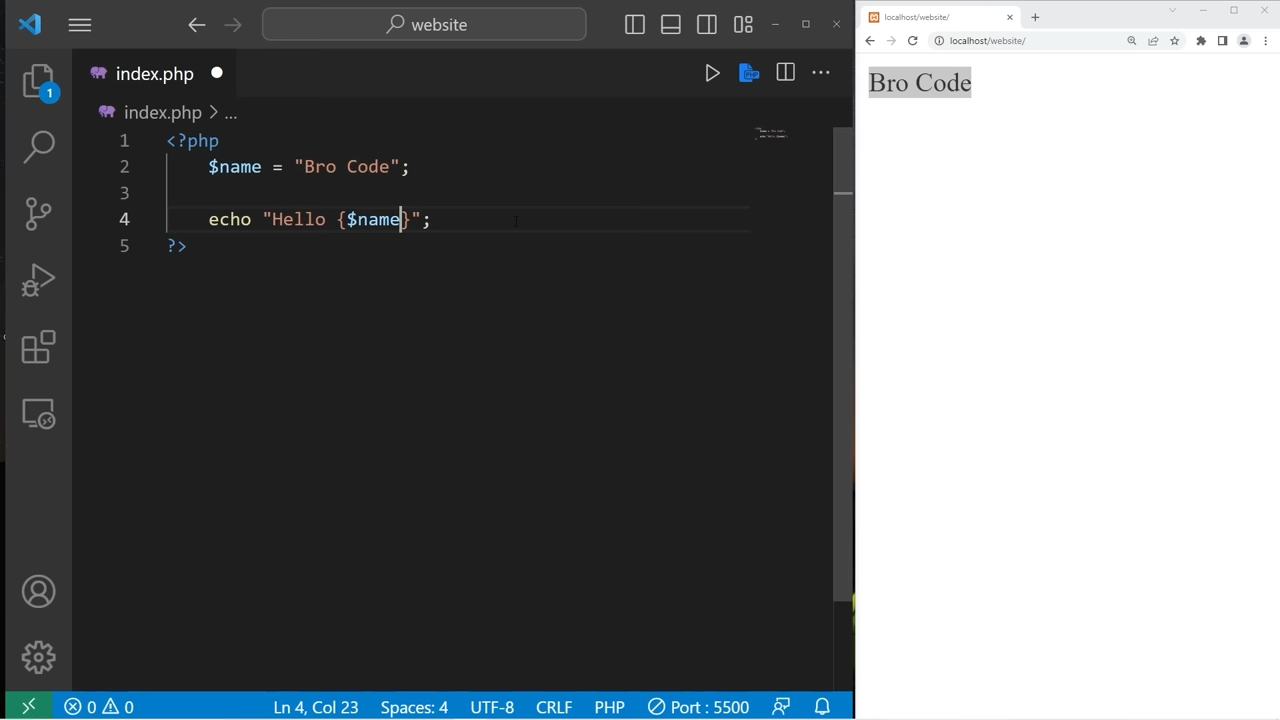 website
index.php
index.php > ...
1 <?php
2 $name = "Bro Code";
3
4 echo "Hello {$name}";
5 ?>
1
0 0
Ln 4, Col 23
Spaces: 4
UTF-8
CRLF
PHP
Port : 5500
localhost/website/
localhost/website/
Bro Code